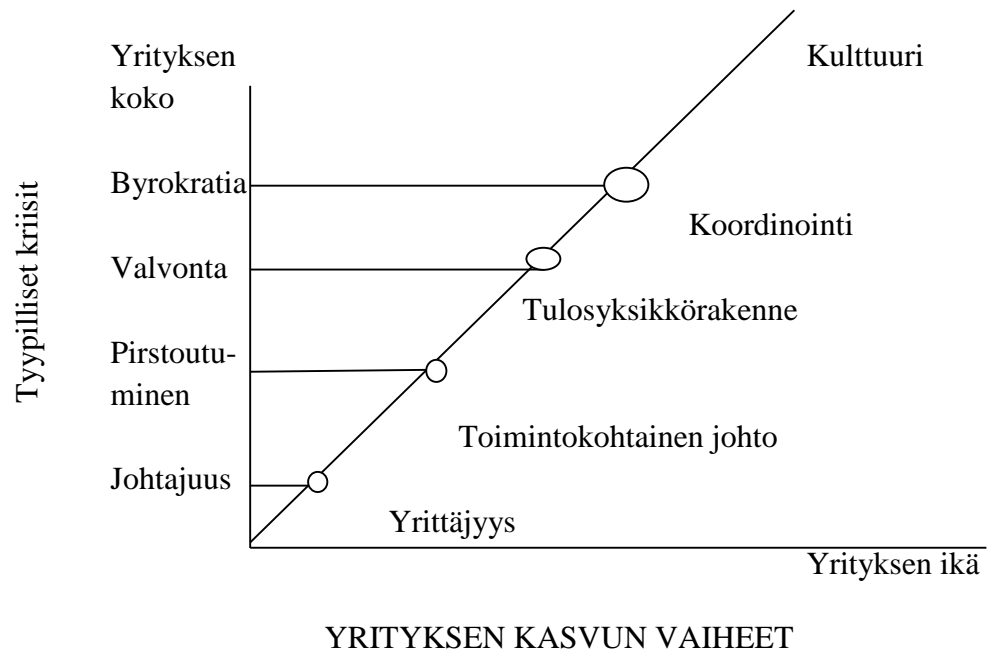 Yrityksen
koko
Kulttuuri
Byrokratia
Koordinointi
Valvonta
Tulosyksikkörakenne
Pirstoutu-
minen
Toimintokohtainen johto
Johtajuus
Yrittäjyys
Yrityksen ikä
Tyypilliset kriisit
YRITYKSEN KASVUN VAIHEET